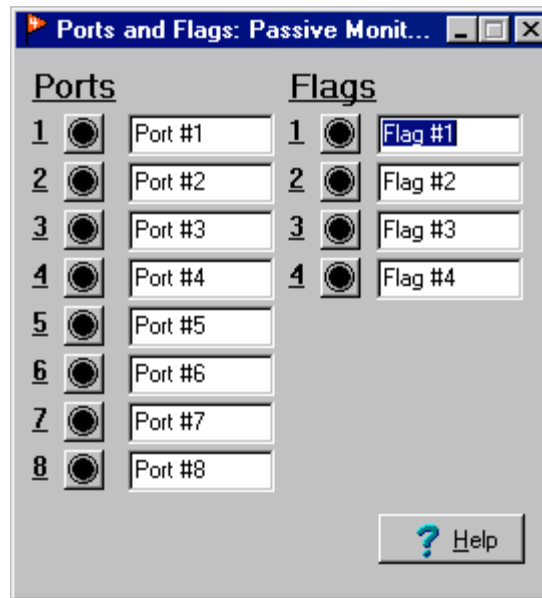 Ports and Flags: Passive Monit...
Ports Flags
1 Port #1 1 Flag #1
2 Port #2 2 Flag #2
3 Port #3 3 Flag #3
4 Port #4 4 Flag #4
5 Port #5
6 Port #6
7 Port #7
8 Port #8
? Help